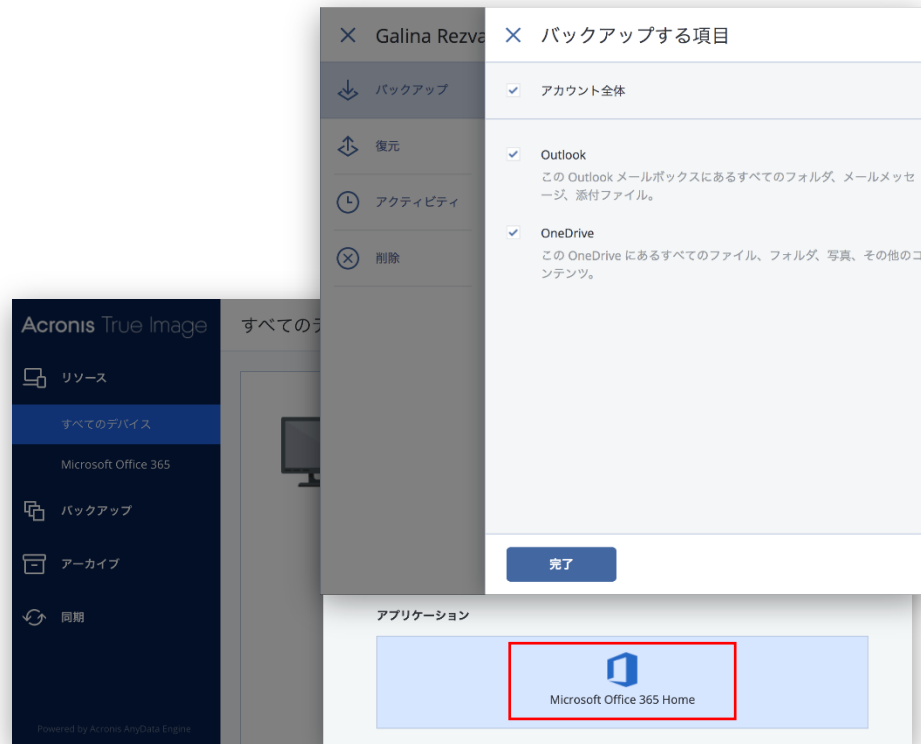 Galina Rezva
バックアップ
復元
アクティビティ
削除
バックアップする項目
アカウント全体
Outlook
この Outlook メールボックスにあるすべてのフォルダ、メールメッセ
ージ、添付ファイル。
OneDrive
この OneDrive にあるすべてのファイル、フォルダ、写真、その他のコ
ンテンツ。
完了
Acronis True Image
リソース
すべてのデバイス
Microsoft Office 365
バックアップ
アーカイブ
同期
Powered by Acronis AnyData Engine
すべてのデ
アプリケーション
Microsoft Office 365 Home